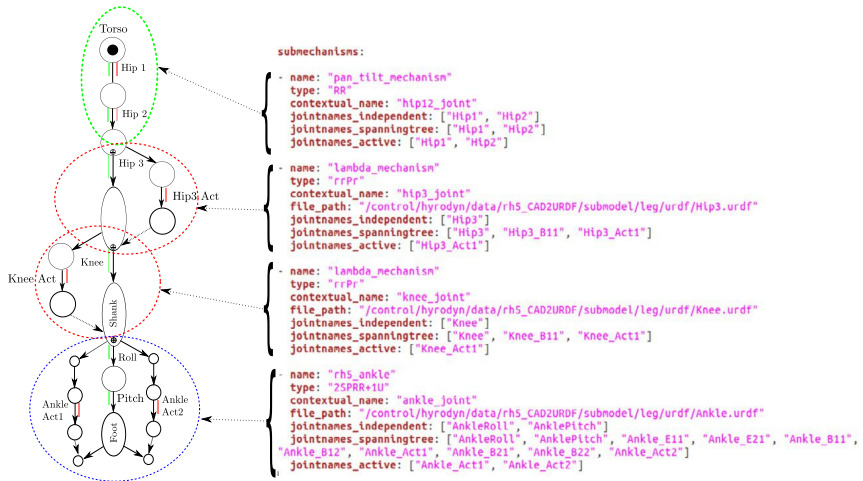 Torso
Hip 1
Hip 2
Hip 3
Hip3 Act
Knee
Knee Act
Shank
Roll
Pitch
Ankle
Act1
Ankle
Act2
Foot
submechanisms:
- name: "pan_tilt_mechanism"
type: "RR"
contextual_name: "hip12_joint"
jointnames_independent: ["Hip1", "Hip2"]
jointnames_spanningtree: ["Hip1", "Hip2"]
jointnames_active: ["Hip1", "Hip2"]
- name: "lambda_mechanism"
type: "rrPr"
contextual_name: "hip3_joint"
file_path: "/control/hyrodyn/data/rh5_CAD2URDF/submodel/leg/urdf/Hip3.urdf"
jointnames_independent: ["Hip3"]
jointnames_spanningtree: ["Hip3", "Hip3_B11", "Hip3_Act1"]
jointnames_active: ["Hip3_Act1"]
- name: "lambda_mechanism"
type: "rrPr"
contextual_name: "knee_joint"
file_path: "/control/hyrodyn/data/rh5_CAD2URDF/submodel/leg/urdf/Knee.urdf"
jointnames_independent: ["Knee"]
jointnames_spanningtree: ["Knee", "Knee_B11", "Knee_Act1"]
jointnames_active: ["Knee_Act1"]
- name: "rh5_ankle"
type: "2SPRR+1U"
contextual_name: "ankle_joint"
file_path: "/control/hyrodyn/data/rh5_CAD2URDF/submodel/leg/urdf/Ankle.urdf"
jointnames_independent: ["AnkleRoll", "AnklePitch"]
jointnames_spanningtree: ["AnkleRoll", "AnklePitch", "Ankle_E11", "Ankle_E21", "Ankle_B11",
"Ankle_B12", "Ankle_Act1", "Ankle_B21", "Ankle_B22", "Ankle_Act2"]
jointnames_active: ["Ankle_Act1", "Ankle_Act2"]